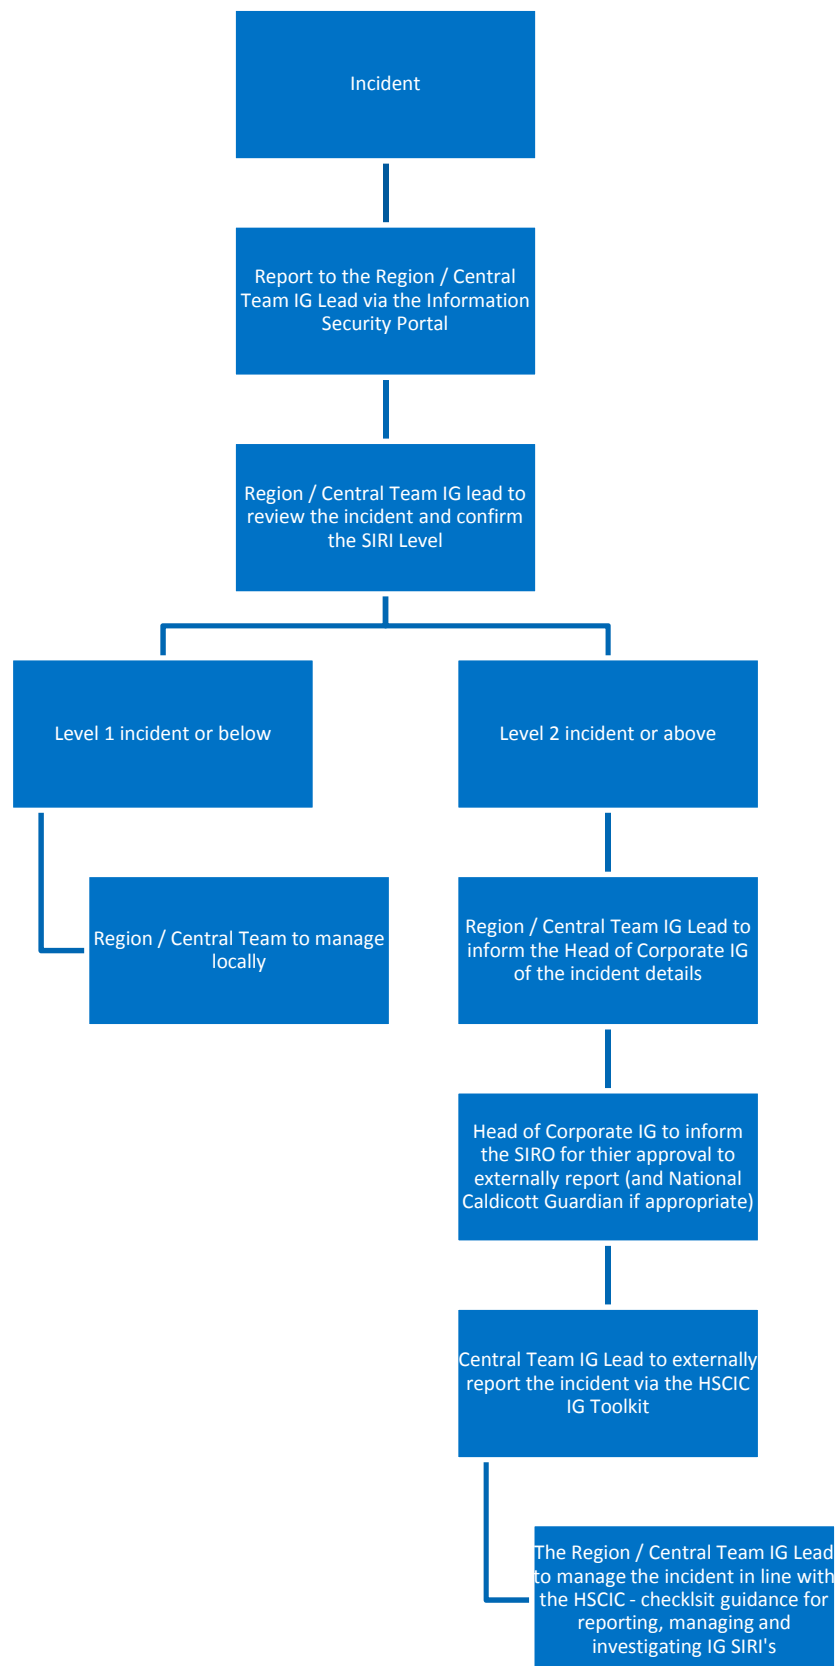 Incident
Report to the Region / Central
Team IG Lead via the Information
Security Portal
Region / Central Team IG lead to
review the incident and confirm
the SIRI Level
Level 1 incident or below
Level 2 incident or above
Region / Central Team to manage
locally
Region / Central Team IG Lead to
inform the Head of Corporate IG
of the incident details
Head of Corporate IG to inform
the SIRO for thier approval to
externally report (and National
Caldicott Guardian if appropriate)
Central Team IG Lead to externally
report the incident via the HSCIC
IG Toolkit
The Region / Central Team IG Lead
to manage the incident in line with
the HSCIC - checklsit guidance for
reporting, managing and
investigating IG SIRI's